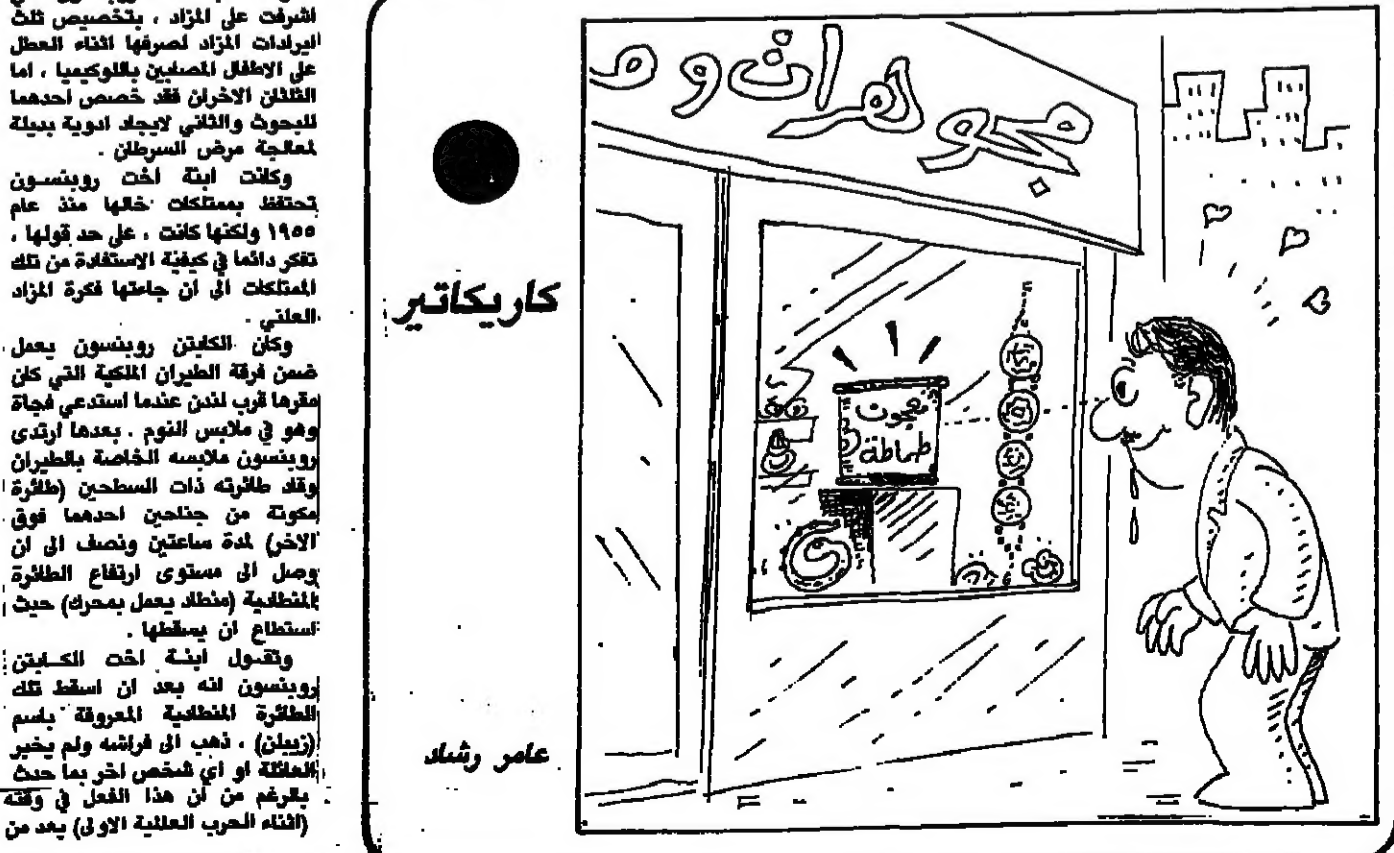 اشرفت على المزاد ، بتخصيص ثلث
ايرادات المزاد لصرفها اثناء العطل
على الاطفال المصابين باللوكيميا ، اما
الثلثان الاخران فقد خصص احدهما
للبحوث والثاني لايجاد ادوية بديلة
لمعالجة مرض السرطان .
وكانت ابنة اخت روبنسون
تحتفظ بممتلكات خالها منذ عام
١٩٥٥ ولكنها كانت ، على حد قولها ،
تفكر دائما في كيفية الاستفادة من تلك
الممتلكات الى ان جاءتها فكرة المزاد
العلني .
وكان الكابتن روبنسون يعمل
ضمن فرقة الطيران الملكية التي كان
مقرها قرب لندن عندما استدعي فجاة
وهو في ملابس النوم . بعدها ارتدى
روبنسون ملابسه الخاصة بالطيران
وقاد طائرته ذات السطحين (طائرة
مكونة من جناحين احدهما فوق
الاخر) لمدة ساعتين ونصف الى ان
وصل الى مستوى ارتفاع الطائرة
المنطادية (منطاد يعمل بمحرك) حيث
استطاع ان يسقطها .
وتقول ابنة اخت الكابتن
روبنسون انه بعد ان اسقط تلك
الطائرة المنطادية المعروفة باسم
(زيبلن) ، ذهب الى فراشه ولم يخبر
العائلة او اي شخص اخر بما حدث
بالرغم من ان هذا الفعل في وقته
(اثناء الحرب العالمية الاولى) يعد من
كاريكاتير
عامر رشاد
مجوهرات و م
معجون
طماطة